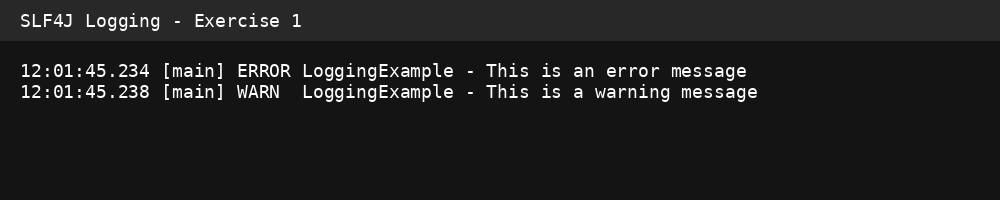 SLF4J Logging - Exercise 1
12:01:45.234 [main] ERROR LoggingExample - This is an error message
12:01:45.238 [main] WARN  LoggingExample - This is a warning message